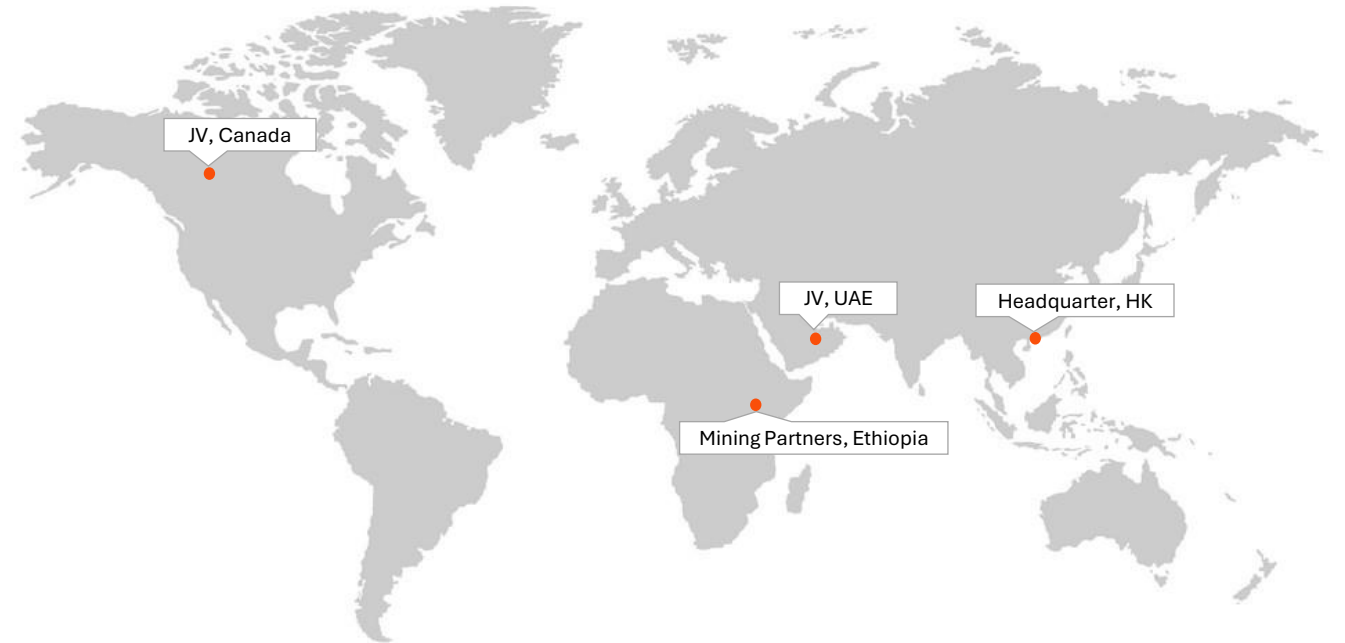 JV, Canada
JV, UAE
Headquarter, HK
Mining Partners, Ethiopia